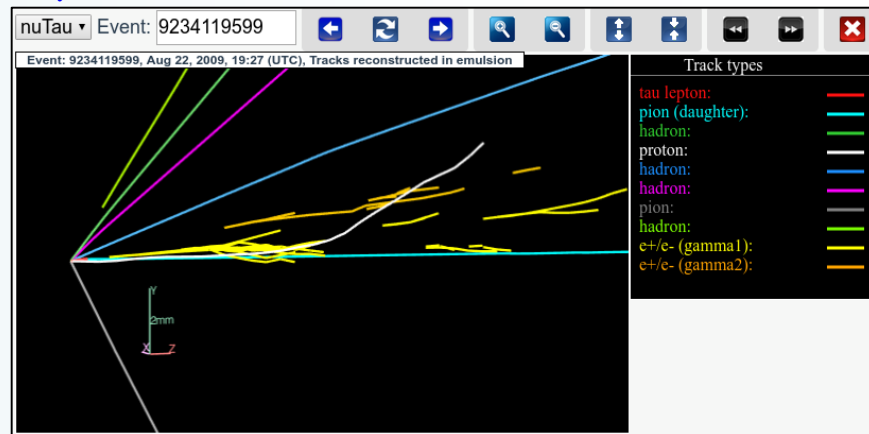 nuTau Event: 9234119599
Event: 9234119599, Aug 22, 2009, 19:27 (UTC), Tracks reconstructed in emulsion
Track types
tau lepton:
pion (daughter):
hadron:
proton:
hadron:
hadron:
pion:
hadron:
e+/e- (gamma1):
e+/e- (gamma2):
Y
2mm
X Z